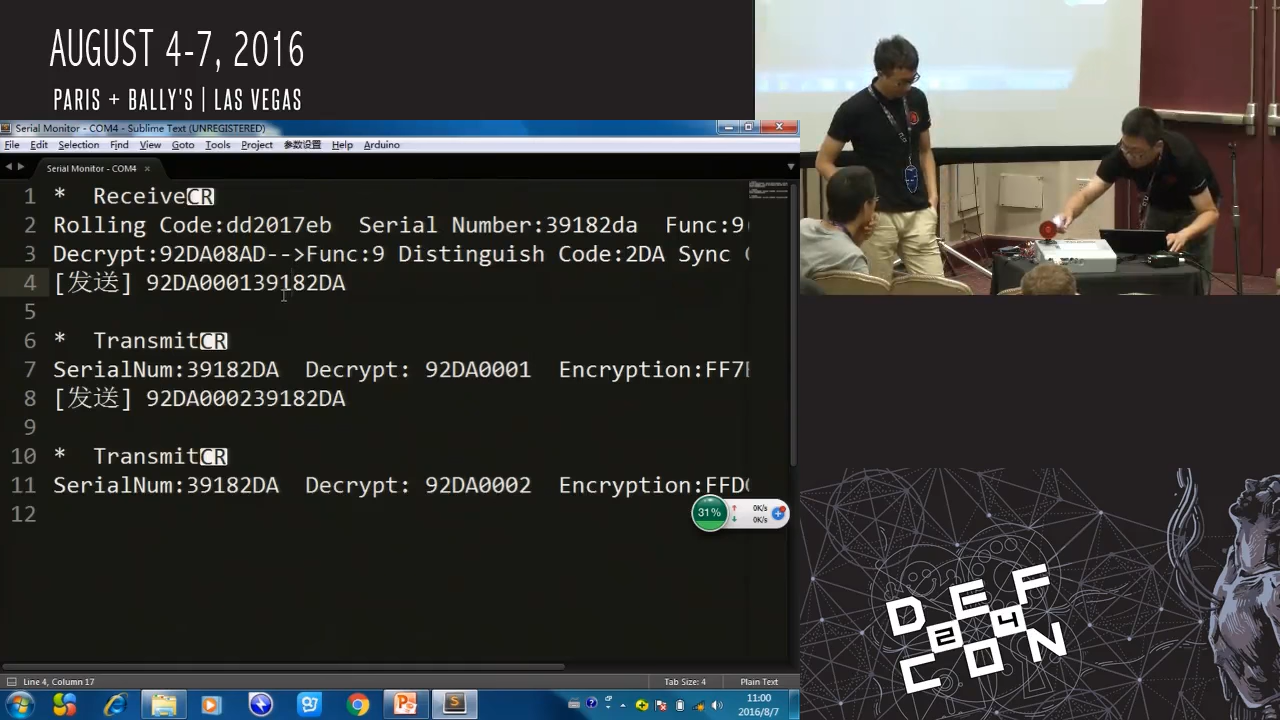 AUGUST 4-7, 2016
PARIS + BALLY'S | LAS VEGAS
Serial Monitor - COM4 - Sublime Text (UNREGISTERED)
File Edit Selection Find View Goto Tools Project 参数设置 Help Arduino
Serial Monitor - COM4 ×
1 * ReceiveCR
2 Rolling Code:dd2017eb Serial Number:39182da Func:9
3 Decrypt:92DA08AD-->Func:9 Distinguish Code:2DA Sync
4 [发送] 92DA000139182DA
5
6 * TransmitCR
7 SerialNum:39182DA Decrypt: 92DA0001 Encryption:FF7
8 [发送] 92DA000239182DA
9
10 * TransmitCR
11 SerialNum:39182DA Decrypt: 92DA0002 Encryption:FFD
12
31% 0K/s
0K/s
Line 4, Column 17 Tab Size: 4 Plain Text
11:00
2016/8/7
DEF
24
CON